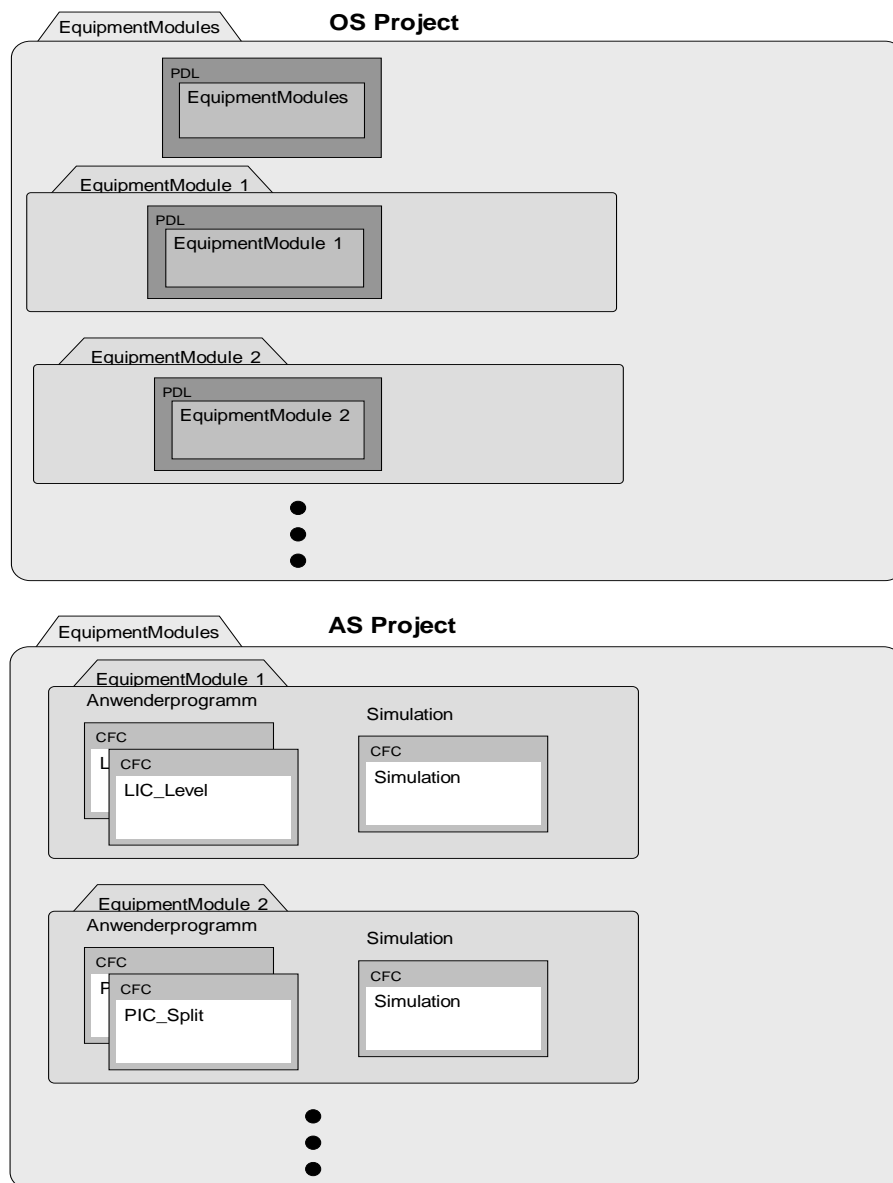 OS Project
EquipmentModules
PDL
EquipmentModules
EquipmentModule 1
PDL
EquipmentModule 1
EquipmentModule 2
PDL
EquipmentModule 2
AS Project
EquipmentModules
EquipmentModule 1
Anwenderprogramm
Simulation
CFC
L
CFC
LIC_Level
CFC
Simulation
EquipmentModule 2
Anwenderprogramm
Simulation
CFC
P
CFC
PIC_Split
CFC
Simulation